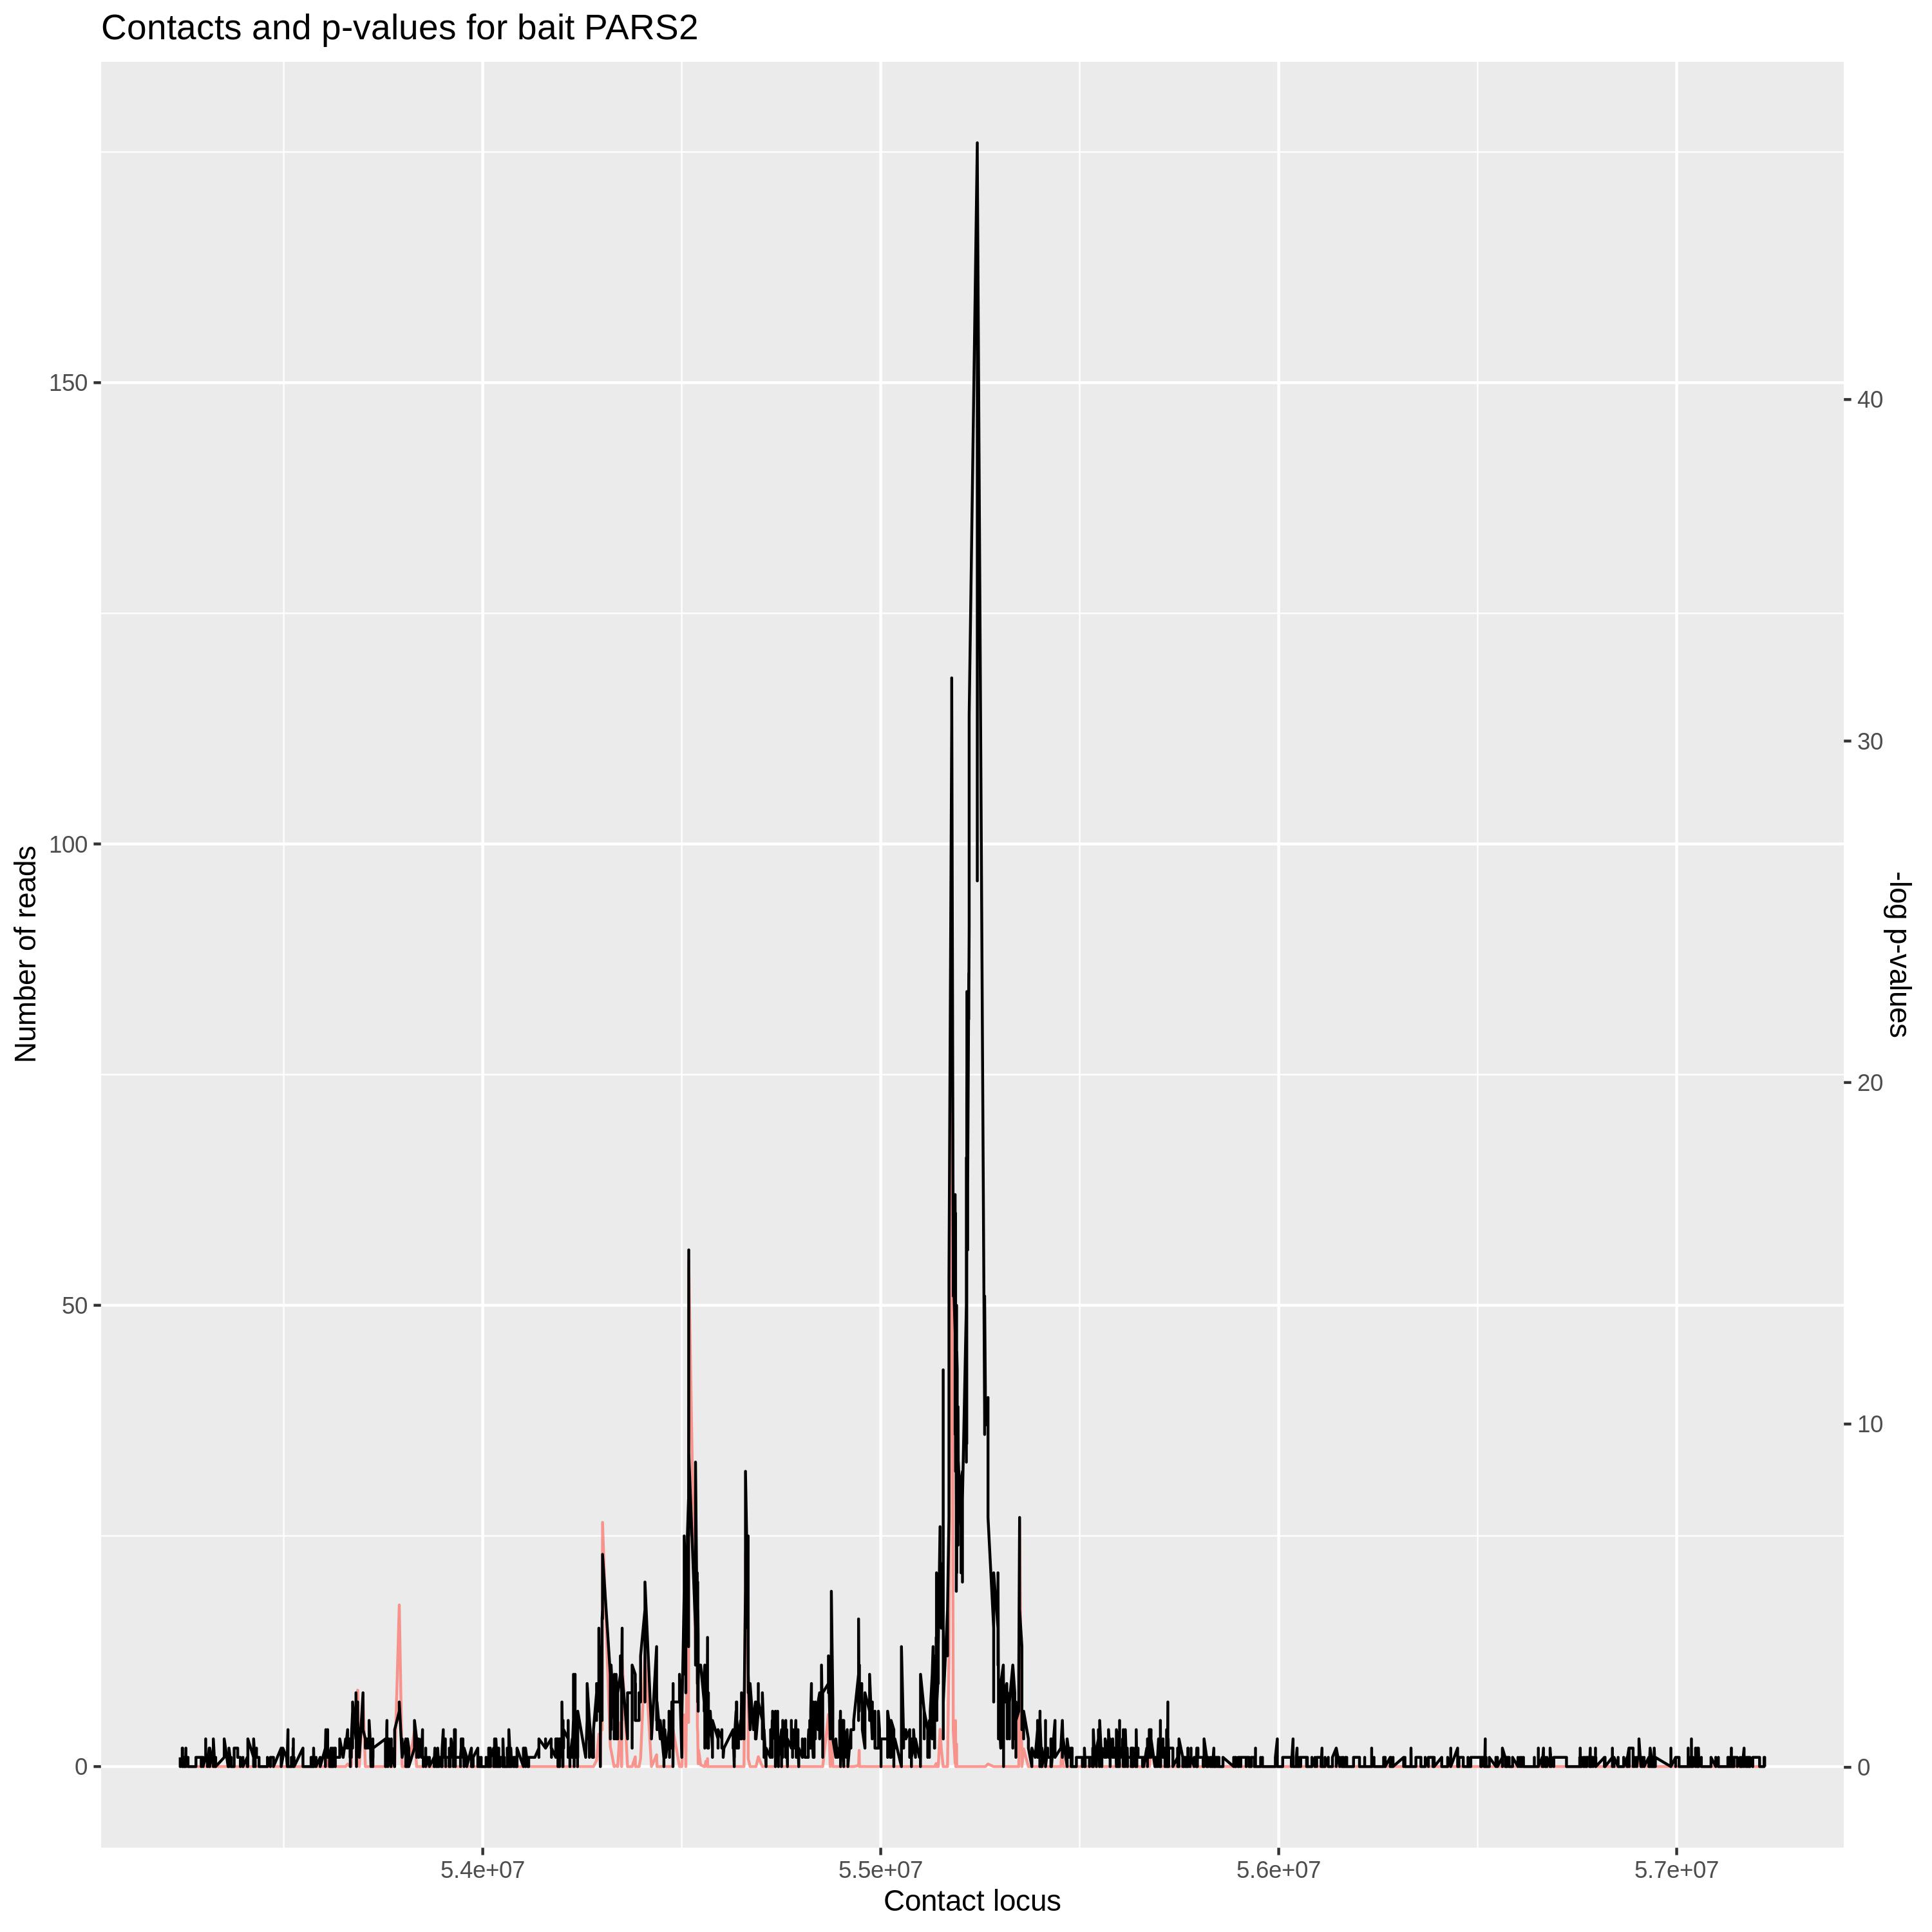 Contacts and p-values for bait PARS2
Number of reads
150
100
50
0
40
30
20
10
0
-log p-values
5.4e+07
5.5e+07
5.6e+07
5.7e+07
Contact locus